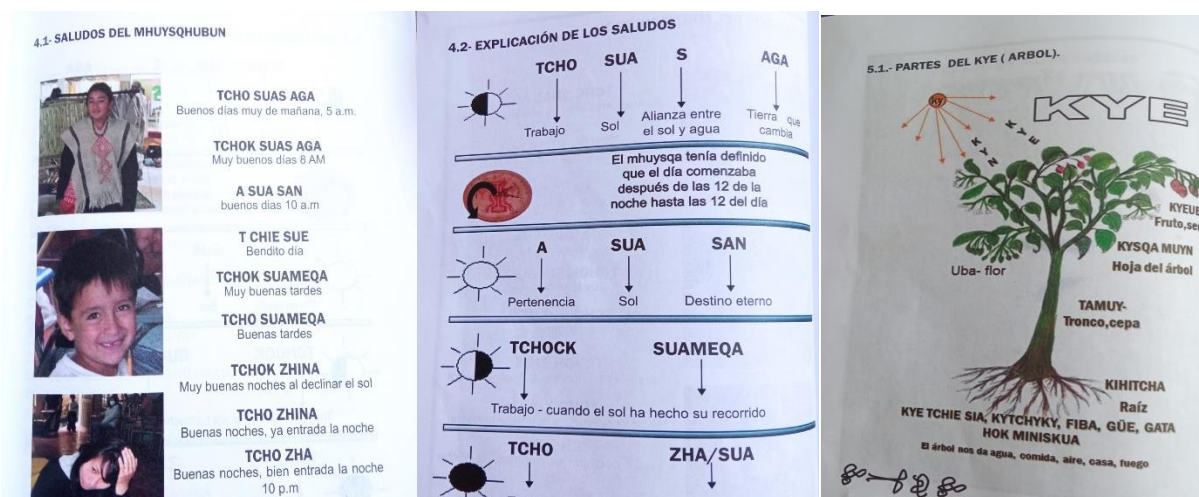 4.1- SALUDOS DEL MHUYSQHUBUN
TCHO SUAS AGA
Buenos días muy de mañana, 5 a.m.
TCHOK SUAS AGA
Muy buenos días 8 AM
A SUA SAN
buenos dias 10 a.m
T CHIE SUE
Bendito día
TCHOK SUAMEQA
Muy buenas tardes
TCHO SUAMEQA
Buenas tardes
TCHOK ZHINA
Muy buenas noches al declinar el sol
TCHO ZHINA
Buenas noches, ya entrada la noche
TCHO ZHA
Buenas noches, bien entrada la noche
10 p.m
4.2- EXPLICACIÓN DE LOS SALUDOS
TCHO SUA S AGA
Trabajo Sol Alianza entre el sol y agua Tierra que cambia
El mhuysqa tenía definido
que el día comenzaba
después de las 12 de la
noche hasta las 12 del día
A SUA SAN
Pertenencia Sol Destino eterno
TCHOCK SUAMEQA
Trabajo - cuando el sol ha hecho su recorrido
TCHO ZHA/SUA
5.1.- PARTES DEL KYE ( ARBOL).
KYE
Ky
KYN KYE
KYEUB
Fruto,se
KYSQA MUYN
Hoja del árbol
Uba- flor
TAMUY-
Tronco,cepa
KIHITCHA
Raíz
KYE TCHIE SIA, KYTCHYKY, FIBA, GÜE, GATA
HOK MINISKUA
El árbol nos da agua, comida, aire, casa, fuego